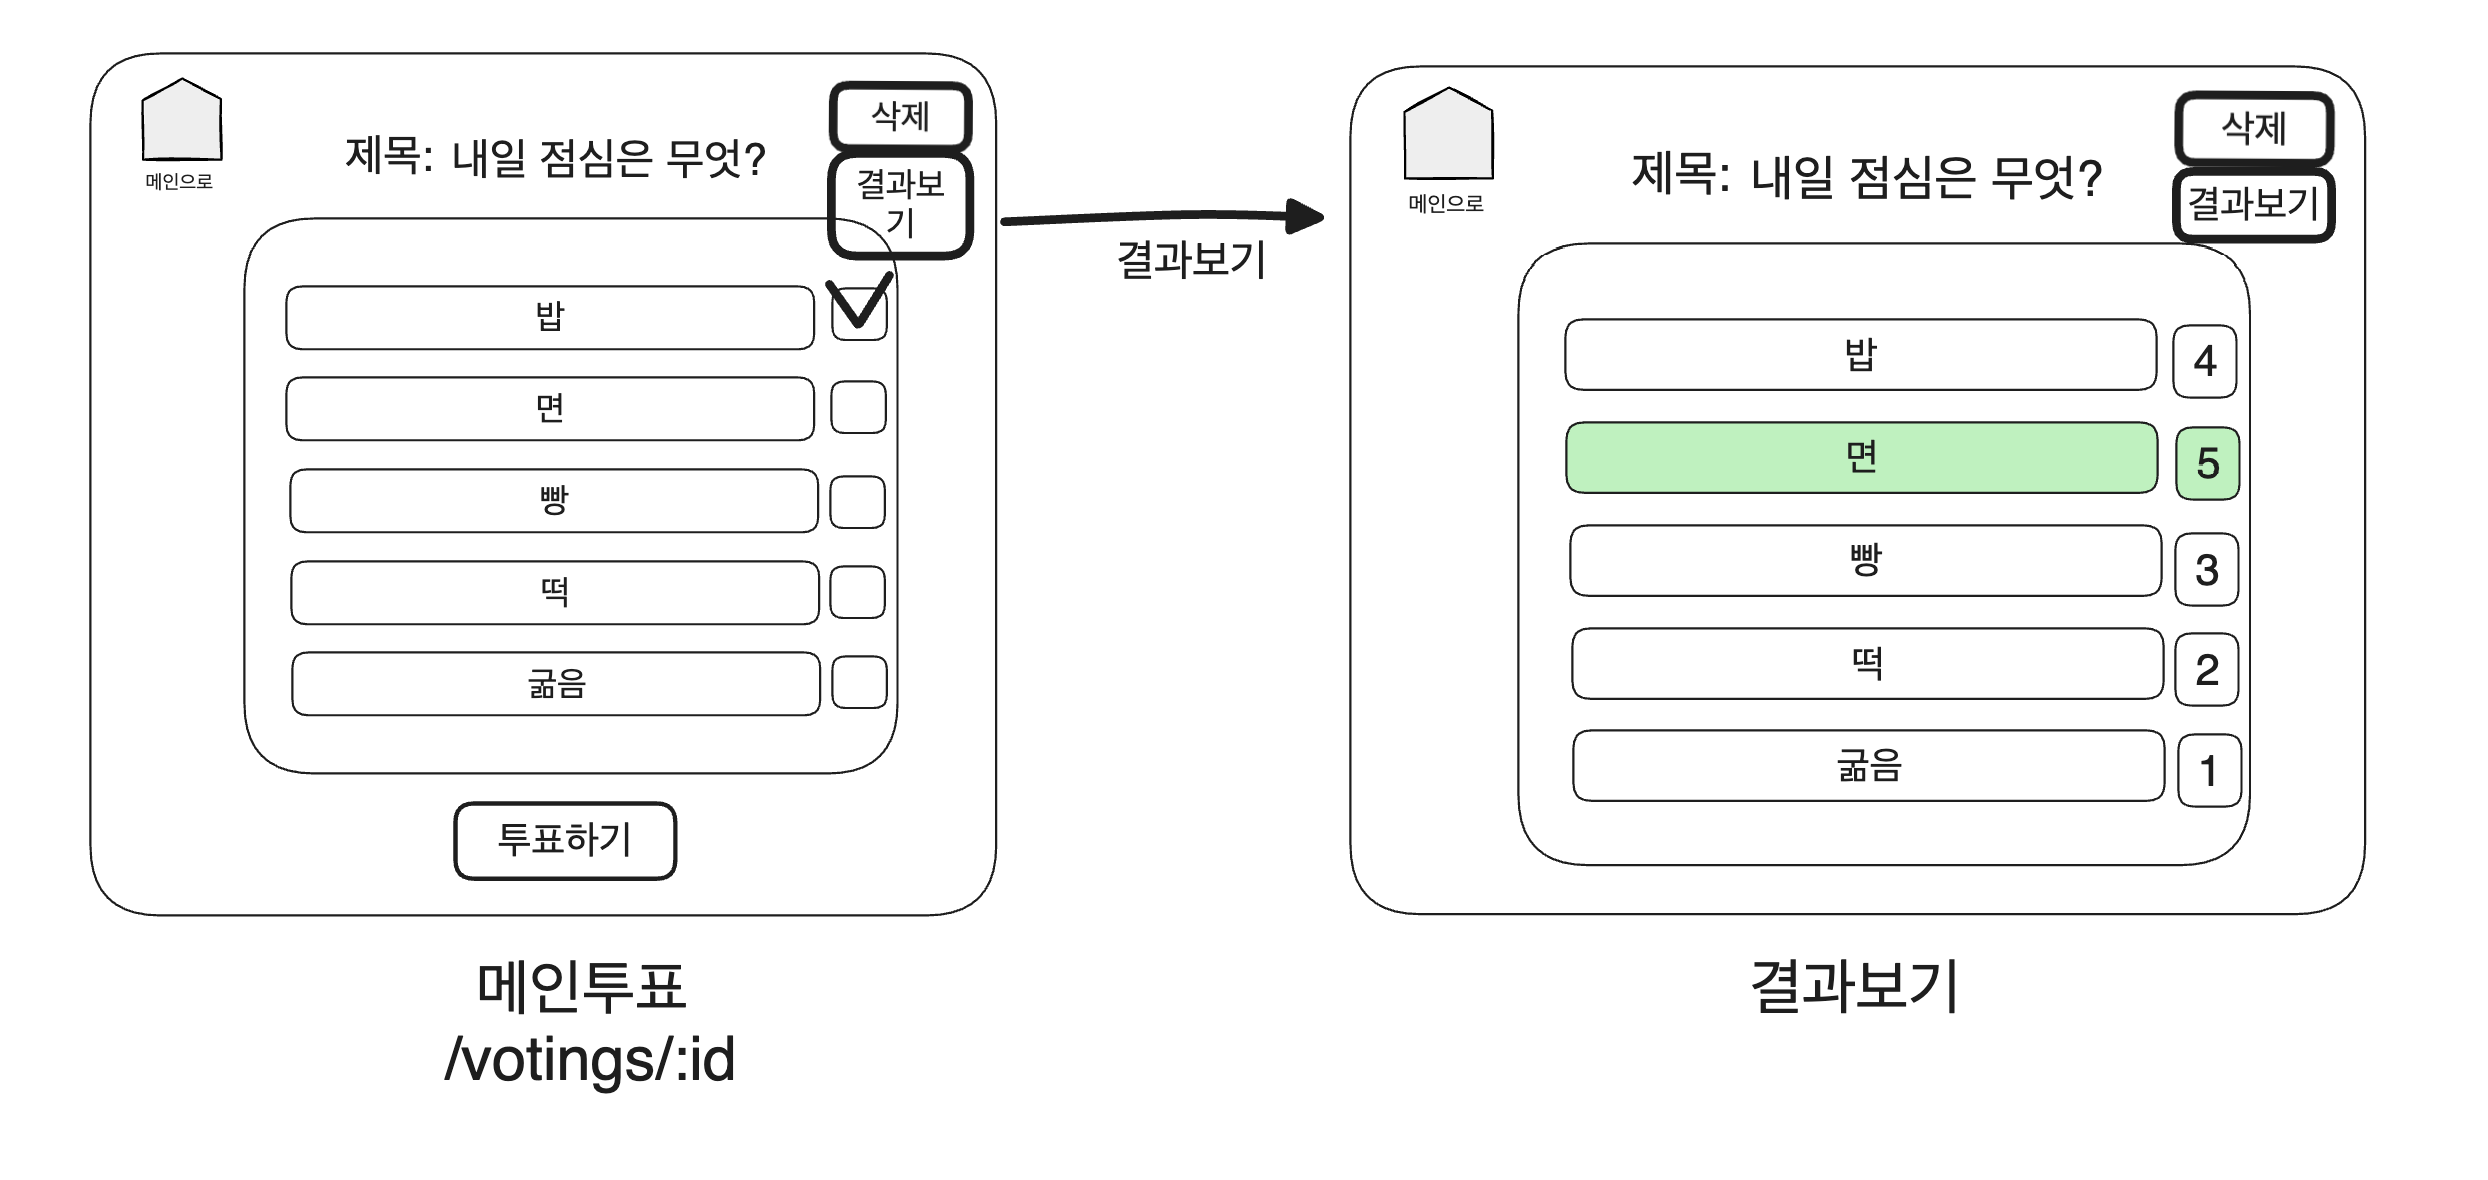 메인으로
제목: 내일 점심은 무엇?
삭제
결과보
기
밥
면
빵
떡
굶음
투표하기
메인투표
/votings/:id
결과보기
메인으로
제목: 내일 점심은 무엇?
삭제
결과보기
밥 4
면 5
빵 3
떡 2
굶음 1
결과보기